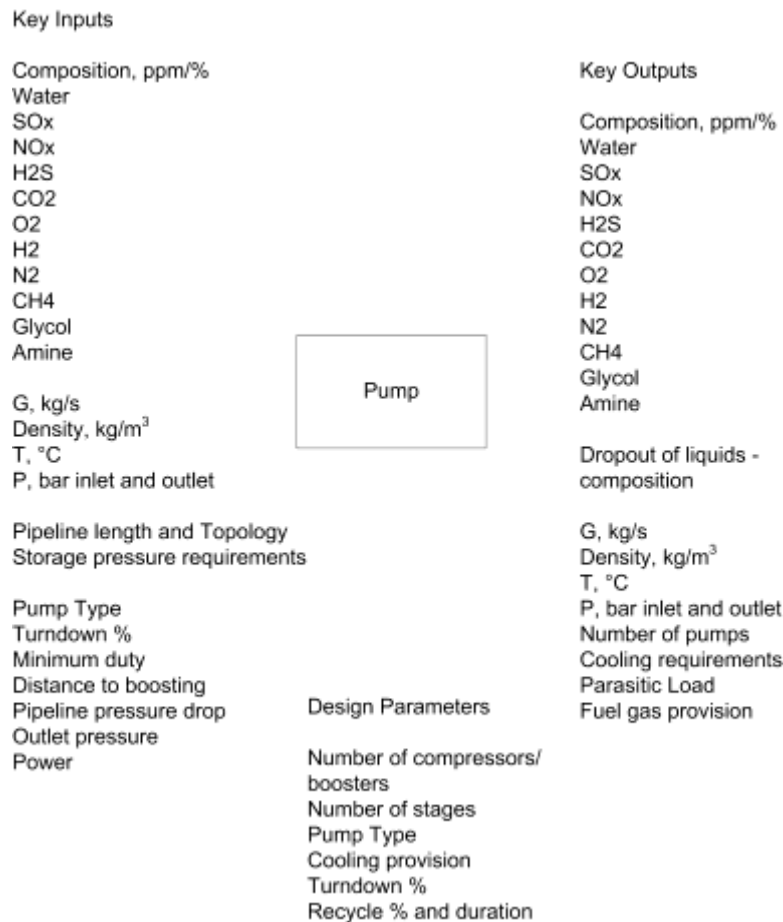 Key Inputs
Composition, ppm/%
Water
SOx
NOx
H2S
CO2
O2
H2
N2
CH4
Glycol
Amine
G, kg/s
Density, kg/m³
T, °C
P, bar inlet and outlet
Pipeline length and Topology
Storage pressure requirements
Pump Type
Turndown %
Minimum duty
Distance to boosting
Pipeline pressure drop
Outlet pressure
Power
Pump
Design Parameters
Number of compressors/
boosters
Number of stages
Pump Type
Cooling provision
Turndown %
Recycle % and duration
Key Outputs
Composition, ppm/%
Water
SOx
NOx
H2S
CO2
O2
H2
N2
CH4
Glycol
Amine
Dropout of liquids -
composition
G, kg/s
Density, kg/m³
T, °C
P, bar inlet and outlet
Number of pumps
Cooling requirements
Parasitic Load
Fuel gas provision